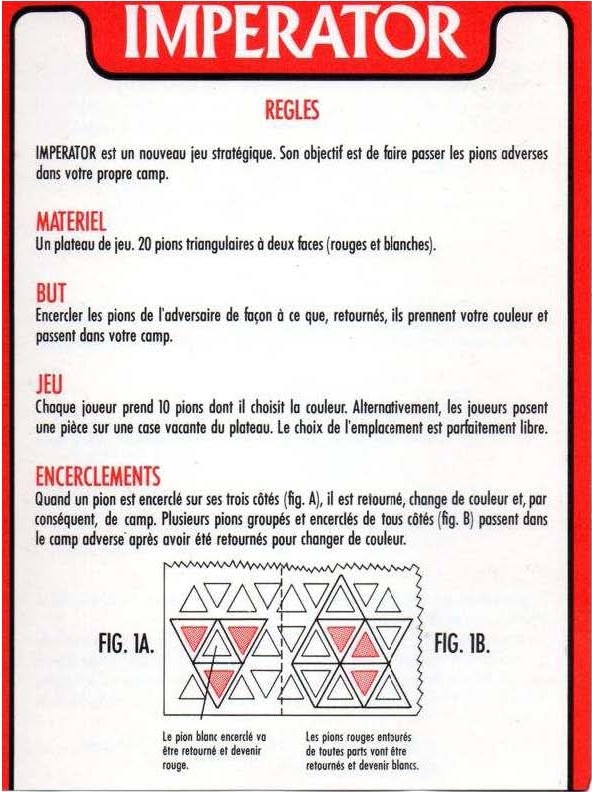 IMPERATOR
REGLES
IMPERATOR est un nouveau jeu stratégique. Son objectif est de faire passer les pions adverses
dans votre propre camp.
MATERIEL
Un plateau de jeu. 20 pions triangulaires à deux faces (rouges et blanches).
BUT
Encercler les pions de l'adversaire de façon à ce que, retournés, ils prennent votre couleur et
passent dans votre camp.
JEU
Chaque joueur prend 10 pions dont il choisit la couleur. Alternativement, les joueurs posent
une pièce sur une case vacante du plateau. Le choix de l'emplacement est parfaitement libre.
ENCERCLEMENTS
Quand un pion est encerclé sur ses trois côtés (fig. A), il est retourné, change de couleur et, par
conséquent, de camp. Plusieurs pions groupés et encerclés de tous côtés (fig. B) passent dans
le camp adverse après avoir été retournés pour changer de couleur.
FIG. 1A.
FIG. 1B.
Le pion blanc encerclé va
être retourné et devenir
rouge.
Les pions rouges entourés
de toutes parts vont être
retournés et devenir blancs.